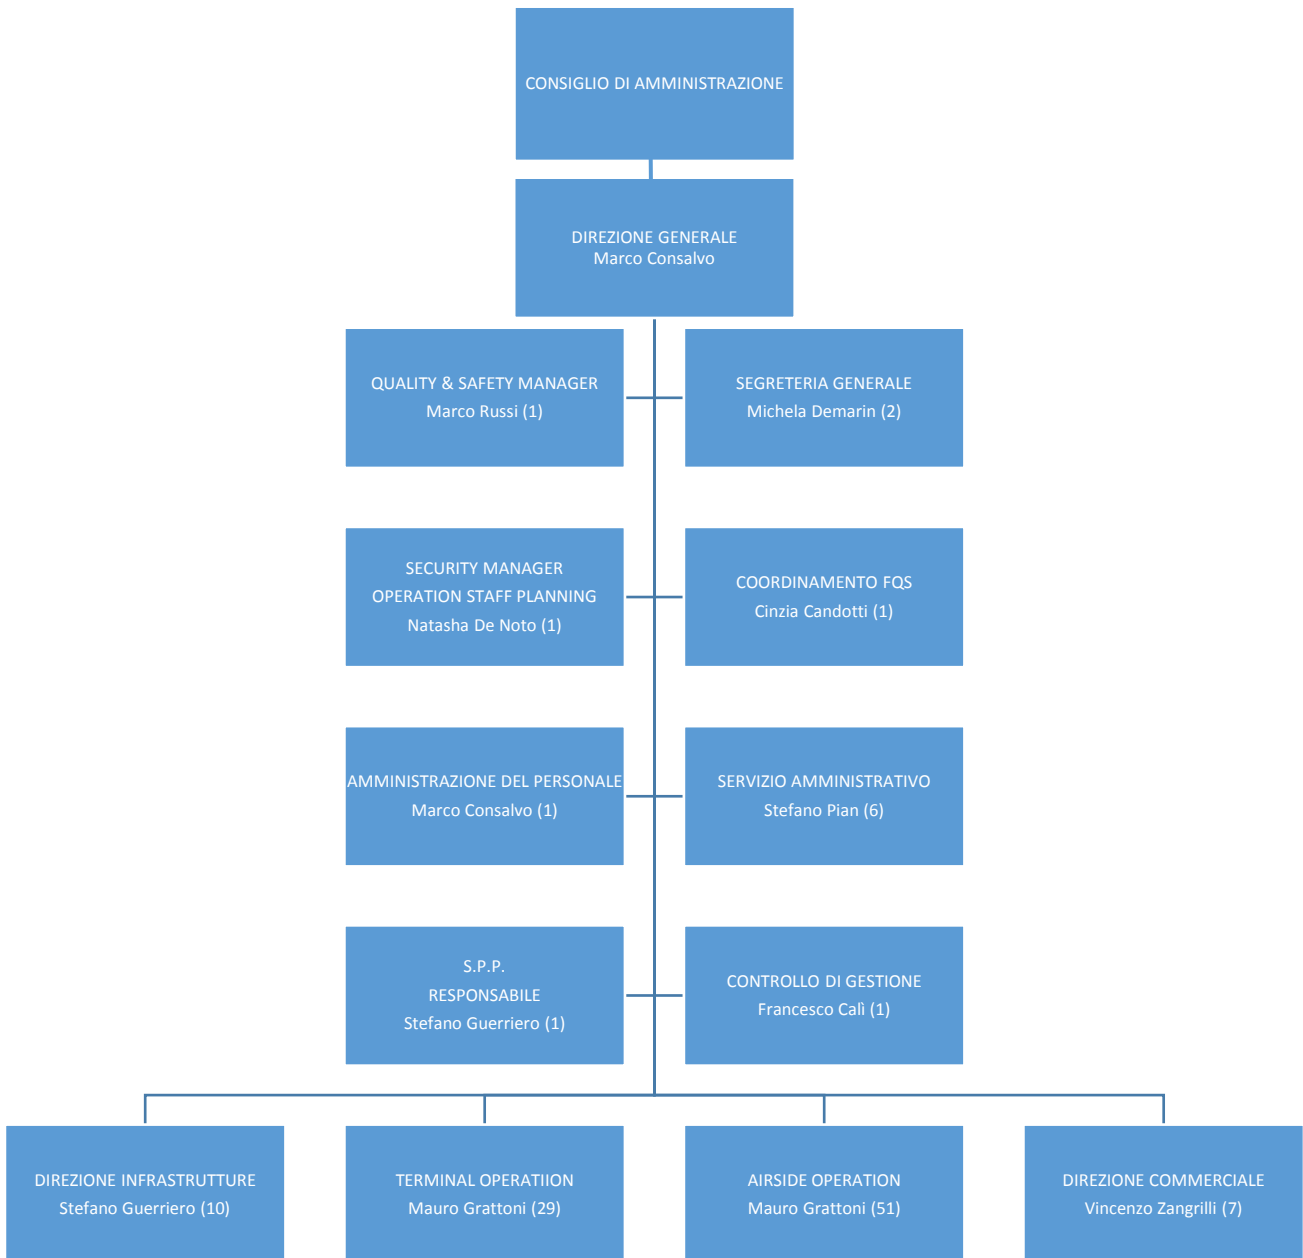 CONSIGLIO DI AMMINISTRAZIONE
DIREZIONE GENERALE
Marco Consalvo
QUALITY & SAFETY MANAGER
Marco Russi (1)
SEGRETERIA GENERALE
Michela Demarin (2)
SECURITY MANAGER
OPERATION STAFF PLANNING
Natasha De Noto (1)
COORDINAMENTO FQS
Cinzia Candotti (1)
AMMINISTRAZIONE DEL PERSONALE
Marco Consalvo (1)
SERVIZIO AMMINISTRATIVO
Stefano Pian (6)
S.P.P.
RESPONSABILE
Stefano Guerriero (1)
CONTROLLO DI GESTIONE
Francesco Calì (1)
DIREZIONE INFRASTRUTTURE
Stefano Guerriero (10)
TERMINAL OPERATIION
Mauro Grattoni (29)
AIRSIDE OPERATION
Mauro Grattoni (51)
DIREZIONE COMMERCIALE
Vincenzo Zangrilli (7)